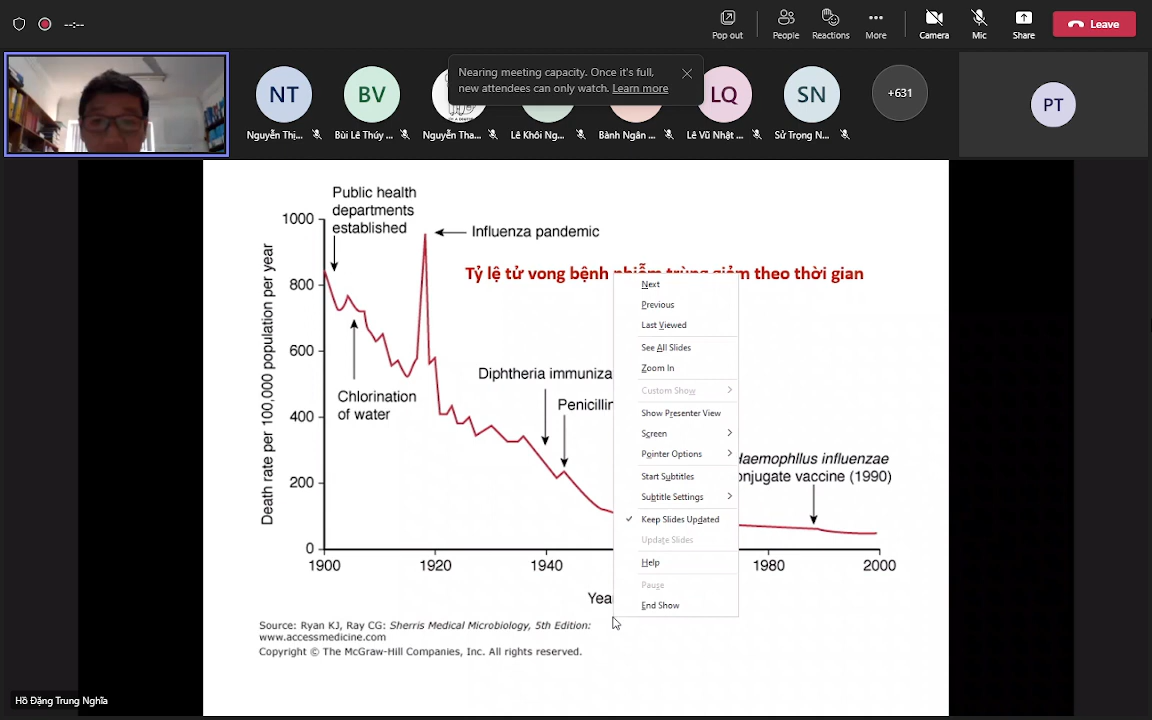 --:--
Pop out
People
Reactions
More
Camera
Mic
Share
Leave
Nearing meeting capacity. Once it's full,
new attendees can only watch. Learn more
NT
BV
LQ
SN
+631
PT
Nguyễn Thị...
Bùi Lê Thúy ...
Nguyễn Tha...
Lê Khôi Ng...
Bành Ngân ...
Lê Vũ Nhật ...
Sử Trọng N...
Public health
departments
established
Influenza pandemic
Tỷ lệ tử vong bệnh nhiễm trùng giảm theo thời gian
Death rate per 100,000 population per year
1000
800
600
400
200
0
Chlorination
of water
Diphtheria immuniza
Penicillin
Haemophllus influenzae
onjugate vaccine (1990)
1900
1920
1940
1980
2000
Yea
Next
Previous
Last Viewed
See All Slides
Zoom In
Custom Show
Show Presenter View
Screen
Pointer Options
Start Subtitles
Subtitle Settings
Keep Slides Updated
Update Slides
Help
Pause
End Show
Source: Ryan KJ, Ray CG: Sherris Medical Microbiology, 5th Edition:
www.accessmedicine.com
Copyright © The McGraw-Hill Companies, Inc. All rights reserved.
Hồ Đặng Trung Nghĩa